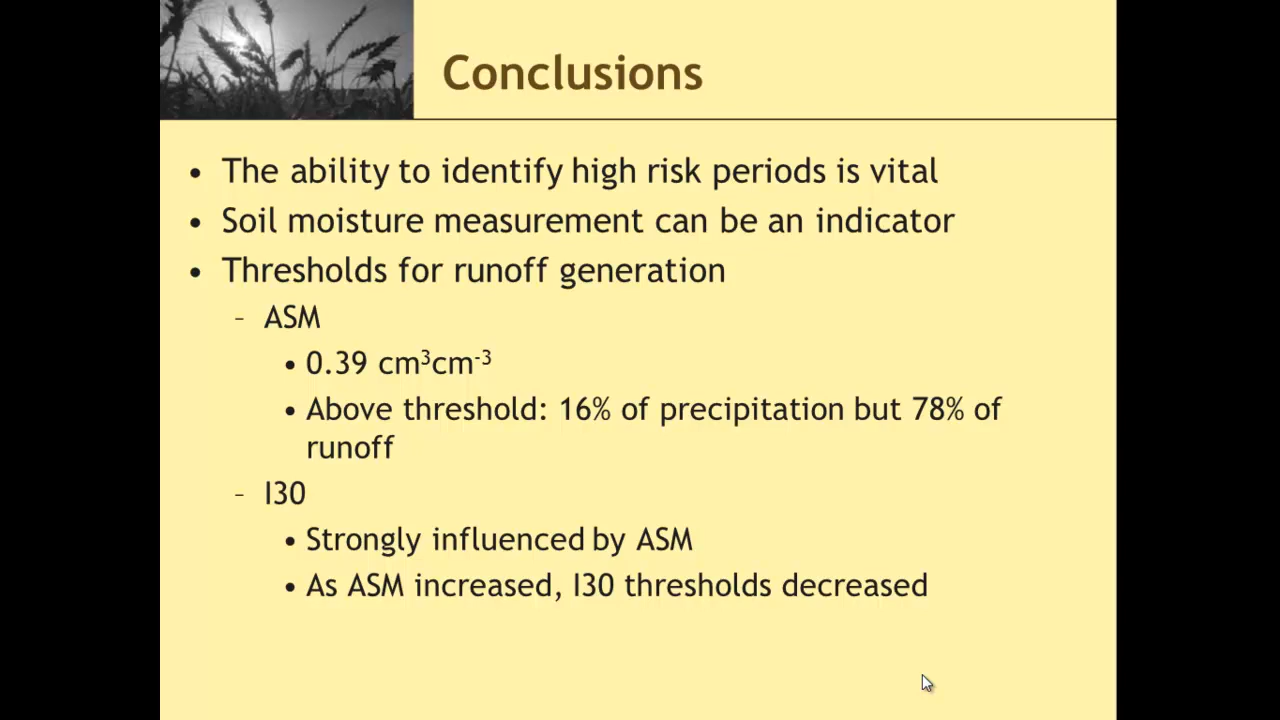 Conclusions
• The ability to identify high risk periods is vital
• Soil moisture measurement can be an indicator
• Thresholds for runoff generation
– ASM
• 0.39 cm³cm⁻³
• Above threshold: 16% of precipitation but 78% of
runoff
– I30
• Strongly influenced by ASM
• As ASM increased, I30 thresholds decreased